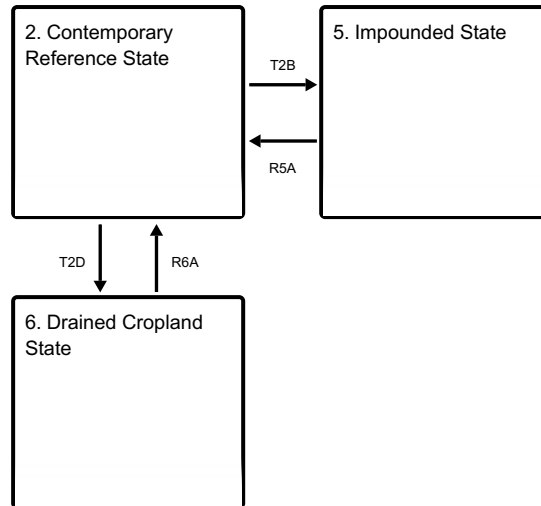 2. Contemporary
Reference State
5. Impounded State
T2B
R5A
T2D
R6A
6. Drained Cropland
State